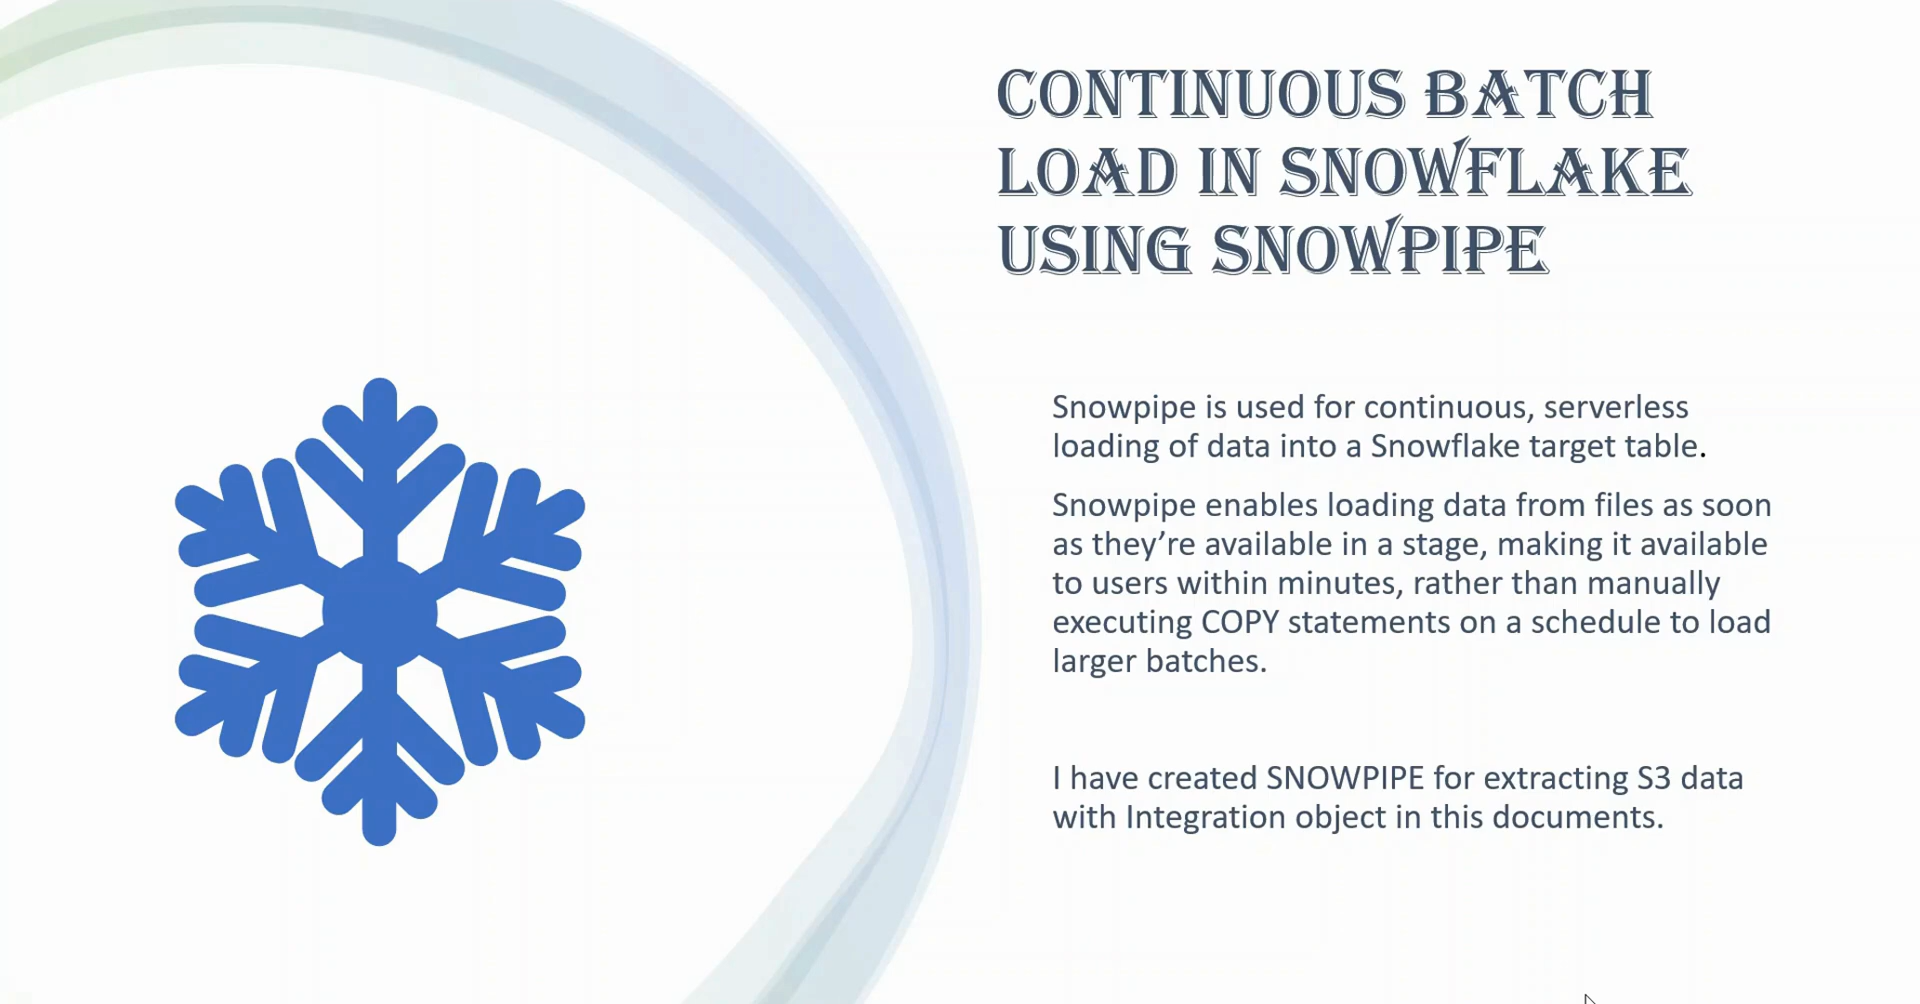 CONTINUOUS BATCH
LOAD IN SNOWFLAKE
USING SNOWPIPE
Snowpipe is used for continuous, serverless
loading of data into a Snowflake target table.
Snowpipe enables loading data from files as soon
as they’re available in a stage, making it available
to users within minutes, rather than manually
executing COPY statements on a schedule to load
larger batches.
I have created SNOWPIPE for extracting S3 data
with Integration object in this documents.